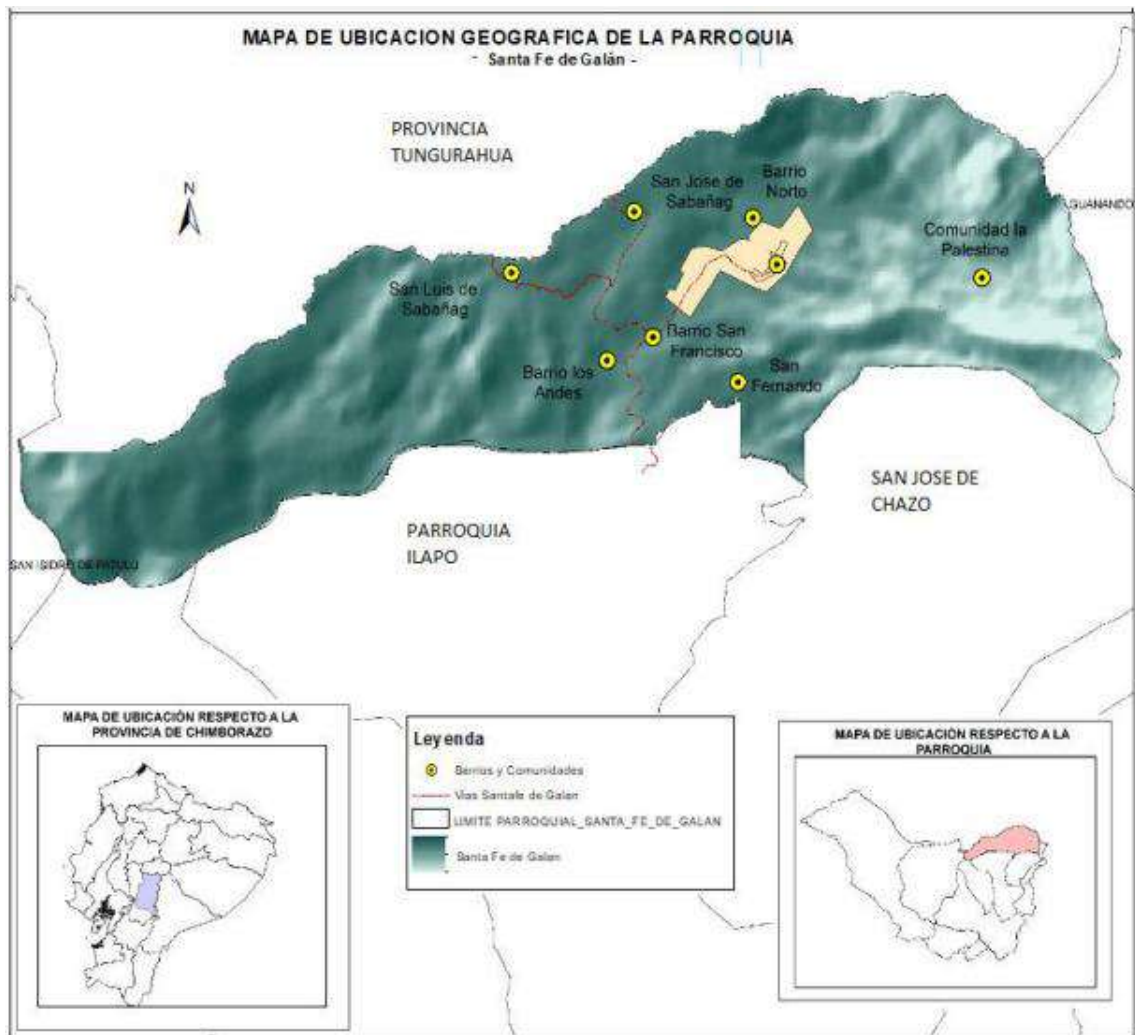 MAPA DE UBICACION GEOGRAFICA DE LA PARROQUIA
- Santa Fe de Galán -
PROVINCIA
TUNGURAHUA
N
San Jose de
Sabañag
Barrio
Norto
GUANANDO
Comunidad la
Palestina
San Luis de
Sabañag
Barrio San
Francisco
Barrio los
Andes
San
Fernando
SAN JOSE DE
CHAZO
PARROQUIA
ILAPO
SAN ISIDRO DE PATULU
MAPA DE UBICACIÓN RESPECTO A LA
PROVINCIA DE CHIMBORAZO
Leyenda
Barrios y Comunidades
Vias Santafe de Galan
LIMITE PARROQUIAL_SANTA_FE_DE_GALAN
Santa Fe de Galan
MAPA DE UBICACIÓN RESPECTO A LA
PARROQUIA